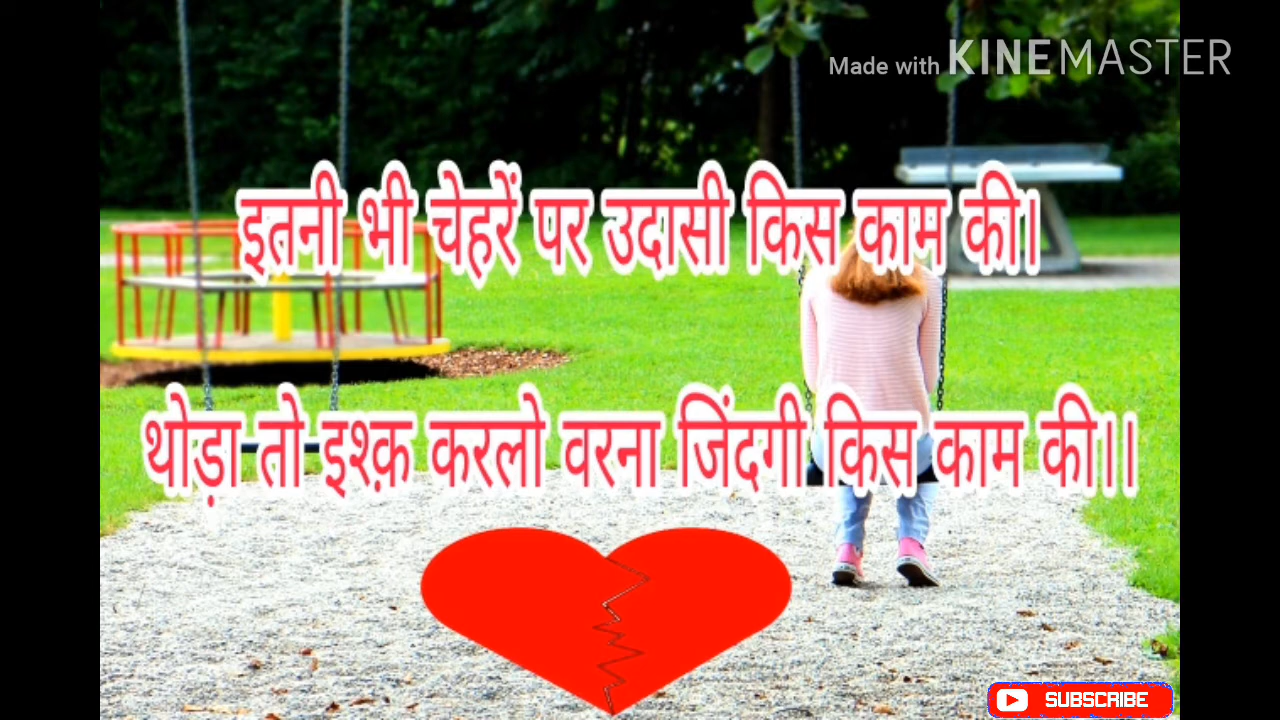 Made with KINEMASTER
इतनी भी चेहरें पर उदासी किस काम की।
थोड़ा तो इश्क़ करलो वरना जिंदगी किस काम की।।
SUBSCRIBE